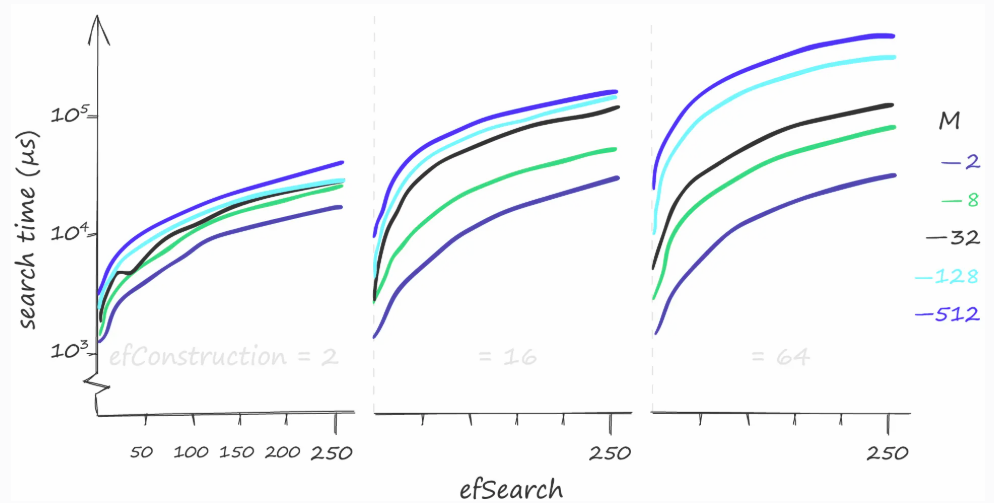 search time (µs)
10⁵
10⁴
10³
efConstruction = 2
= 16
= 64
50 100 150 200 250
250
250
efSearch
M
—2
—8
—32
—128
—512